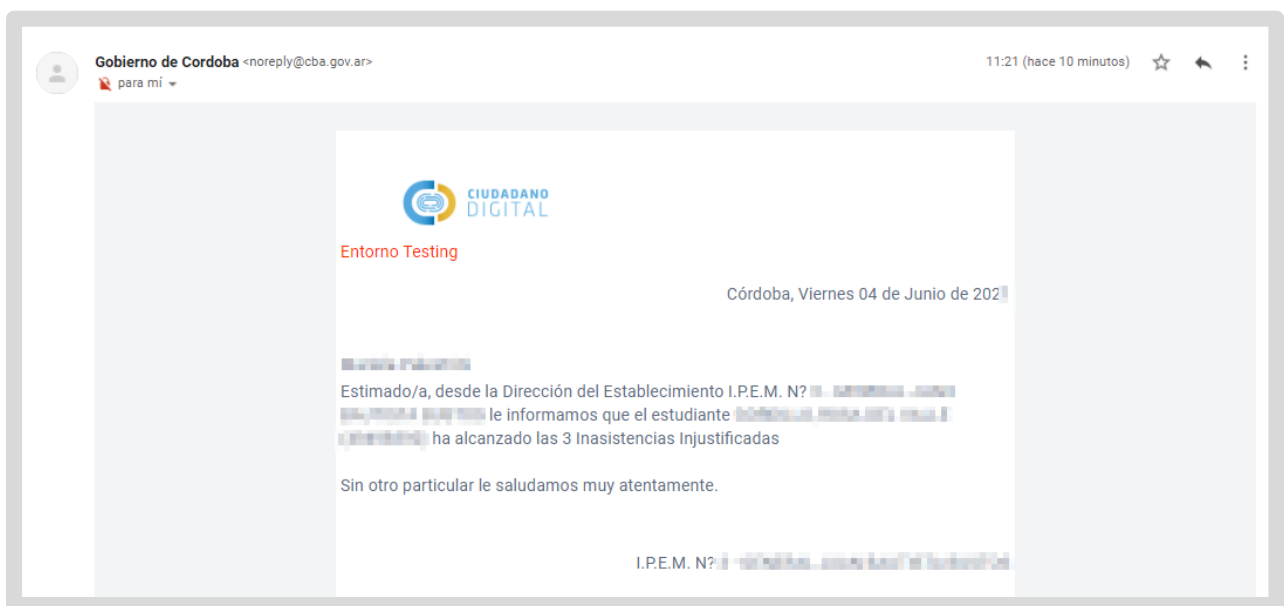 Gobierno de Cordoba <noreply@cba.gov.ar>
11:21 (hace 10 minutos)
para mí
CIUDADANO
DIGITAL
Entorno Testing
Córdoba, Viernes 04 de Junio de 202
Estimado/a, desde la Dirección del Establecimiento I.P.E.M. N?
le informamos que el estudiante
ha alcanzado las 3 Inasistencias Injustificadas
Sin otro particular le saludamos muy atentamente.
I.P.E.M. N?